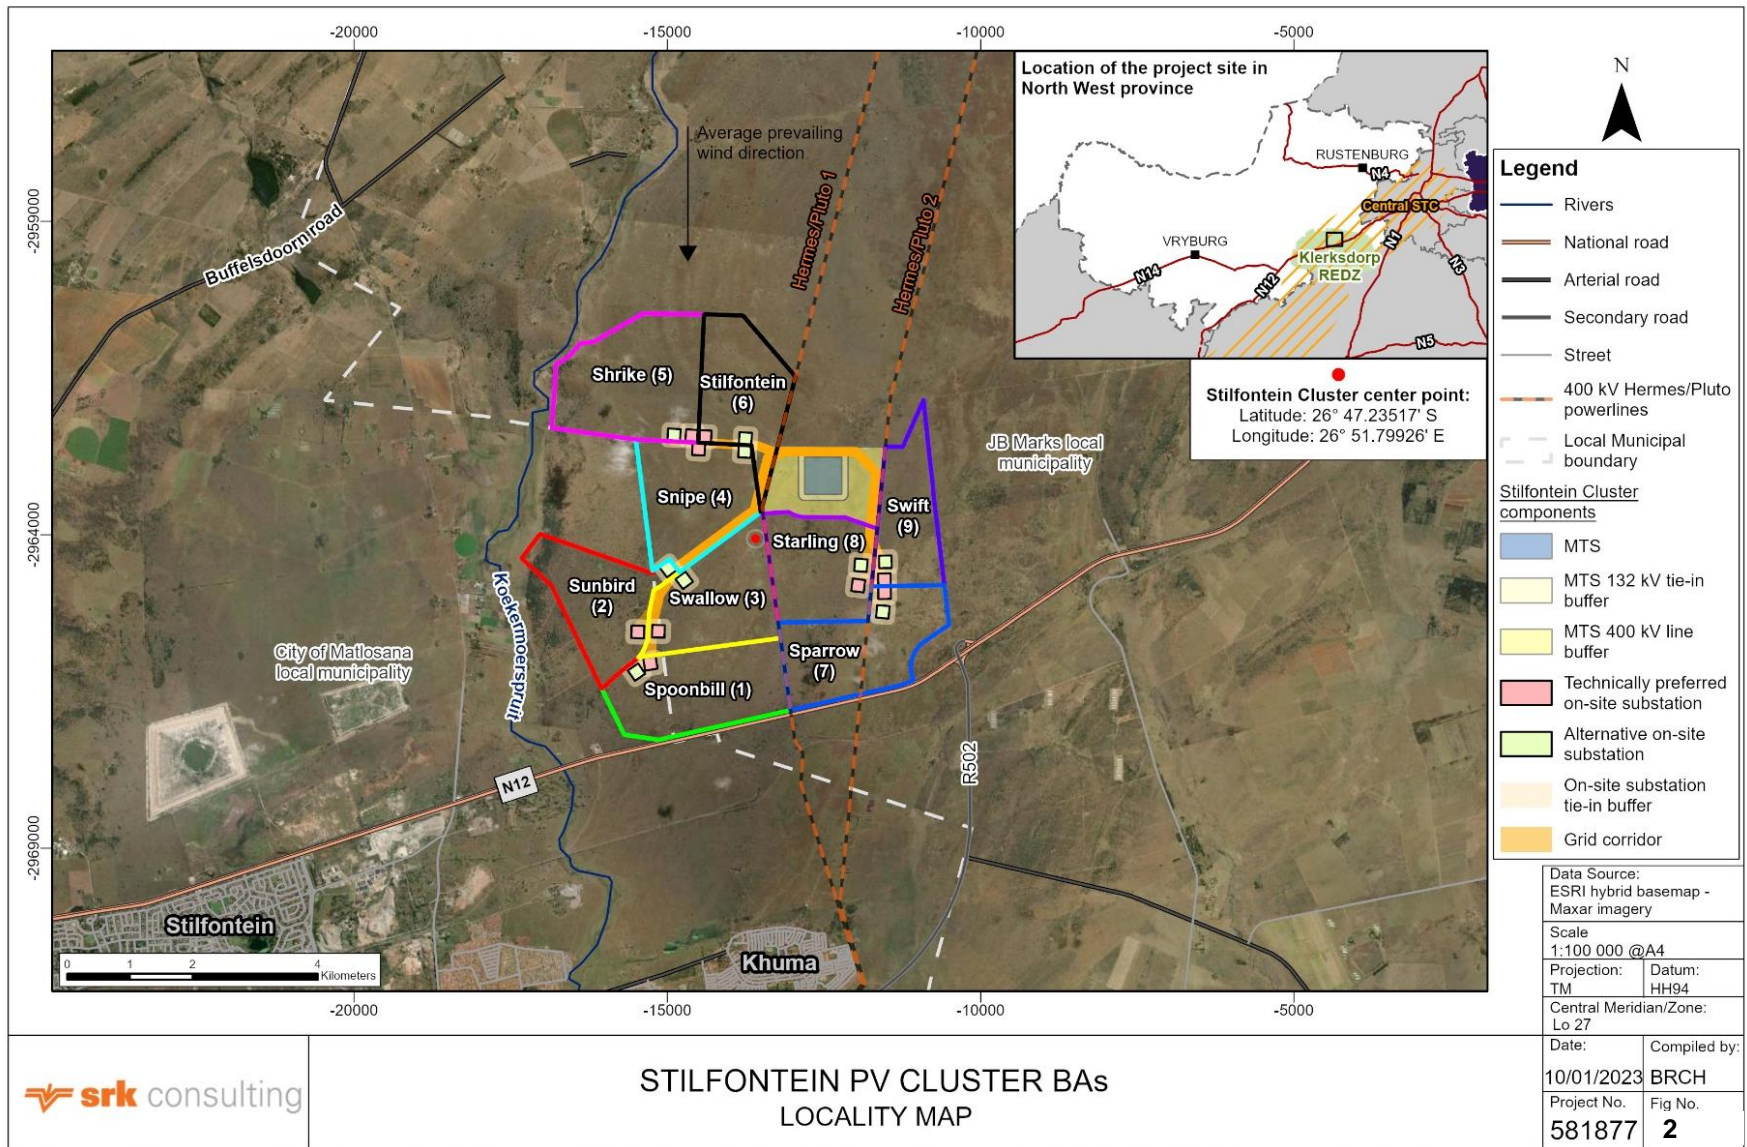 -20000
-15000
-10000
-5000
Location of the project site in
North West province
RUSTENBURG
N4
Central STC
VRYBURG
N1
Klerksdorp
REDZ
N14
N12
N3
N5
Stilfontein Cluster center point:
Latitude: 26° 47.23517' S
Longitude: 26° 51.79926' E
N
-2959000
-2964000
-2969000
Average prevailing
wind direction
Hermes/Pluto 1
Hermes/Pluto 2
Buffelsdoorn road
Shrike (5)
Stilfontein
(6)
JB Marks local
municipality
Snipe (4)
Swift
(9)
Starling (8)
Sunbird
(2)
Swallow (3)
Koekermoerspruit
City of Matlosana
local municipality
Sparrow
(7)
Spoonbill (1)
N12
R502
Stilfontein
Khuma
0
1
2
4
Kilometers
-20000
-15000
-10000
-5000
Legend
Rivers
National road
Arterial road
Secondary road
Street
400 kV Hermes/Pluto
powerlines
Local Municipal
boundary
Stilfontein Cluster
components
MTS
MTS 132 kV tie-in
buffer
MTS 400 kV line
buffer
Technically preferred
on-site substation
Alternative on-site
substation
On-site substation
tie-in buffer
Grid corridor
Data Source:
ESRI hybrid basemap -
Maxar imagery
Scale
1:100 000 @A4
Projection:
TM
Datum:
HH94
Central Meridian/Zone:
Lo 27
Date:
10/01/2023
Compiled by:
BRCH
Project No.
581877
Fig No.
2
srk consulting
STILFONTEIN PV CLUSTER BAs
LOCALITY MAP